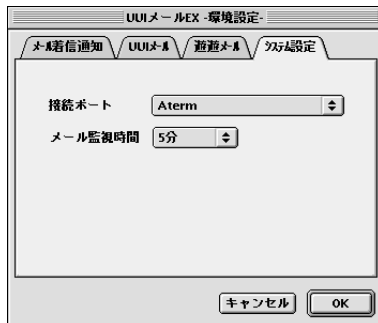 UUIメールEX -環境設定-
ﾒｰﾙ着信通知 UUIﾒｰﾙ 遊遊ﾒｰﾙ ｼｽﾃﾑ設定
接続ポート Aterm
メール監視時間 5分
キャンセル OK